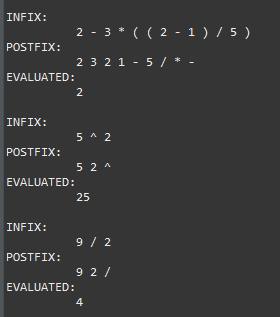 INFIX:
2 - 3 * ( ( 2 - 1 ) / 5 )
POSTFIX:
2 3 2 1 - 5 / * -
EVALUATED:
2
INFIX:
5 ^ 2
POSTFIX:
5 2 ^
EVALUATED:
25
INFIX:
9 / 2
POSTFIX:
9 2 /
EVALUATED:
4